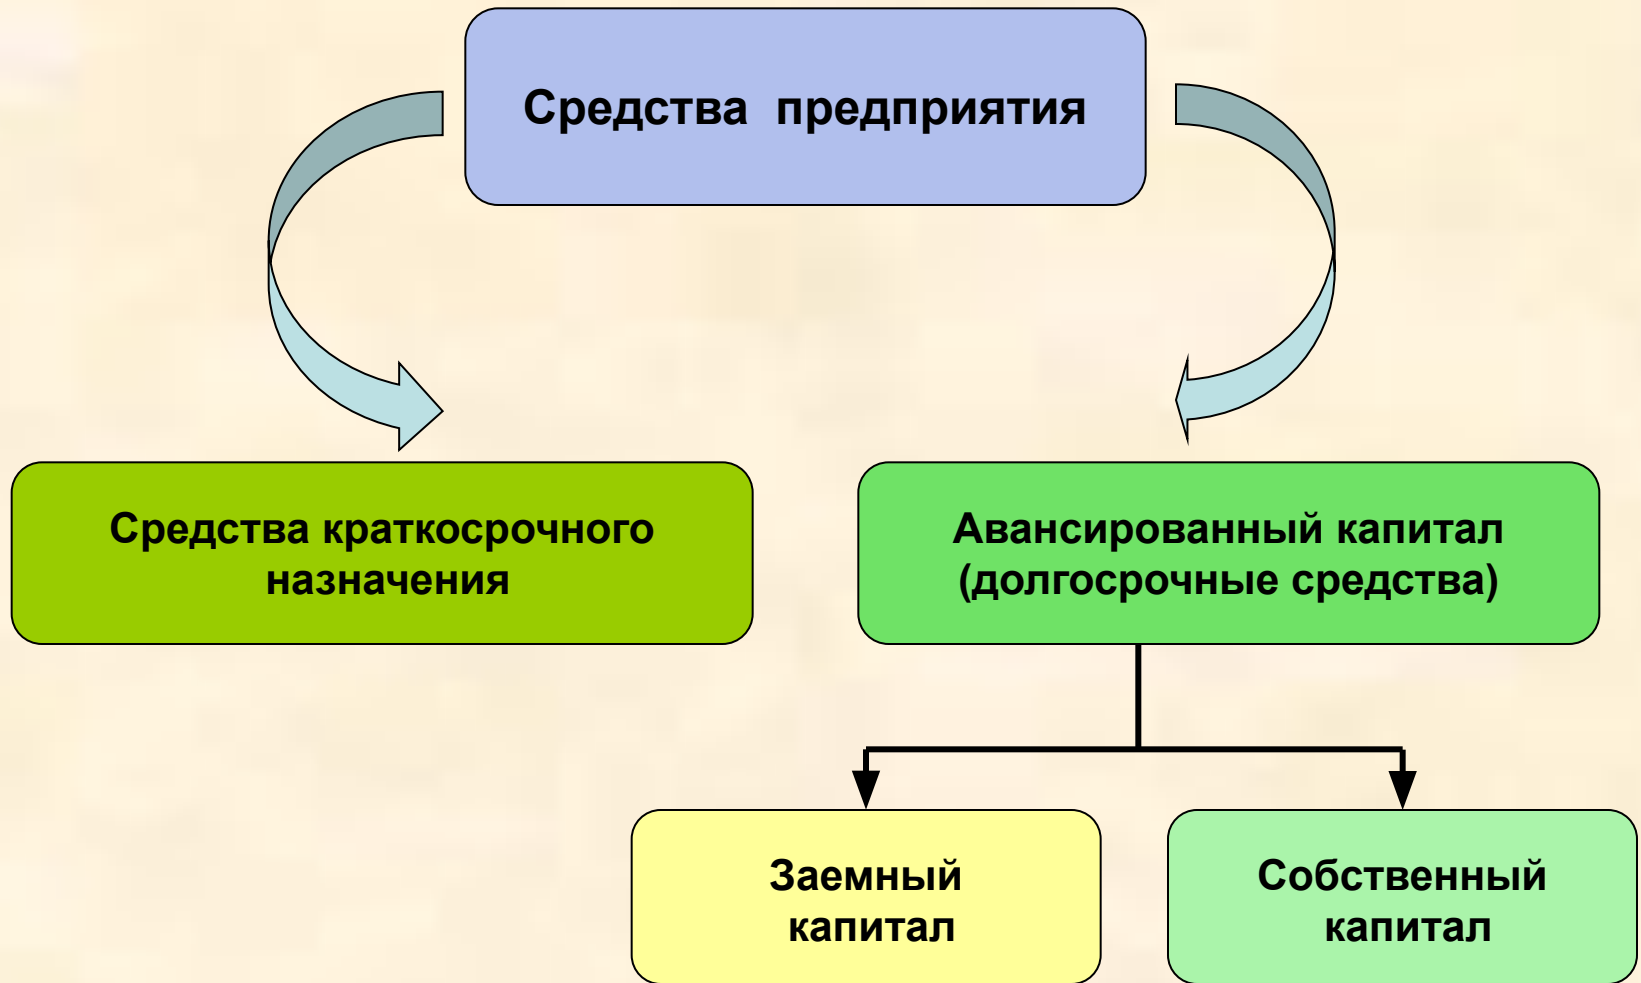 Средства предприятия
Средства краткосрочного
назначения
Авансированный капитал
(долгосрочные средства)
Заемный
капитал
Собственный
капитал